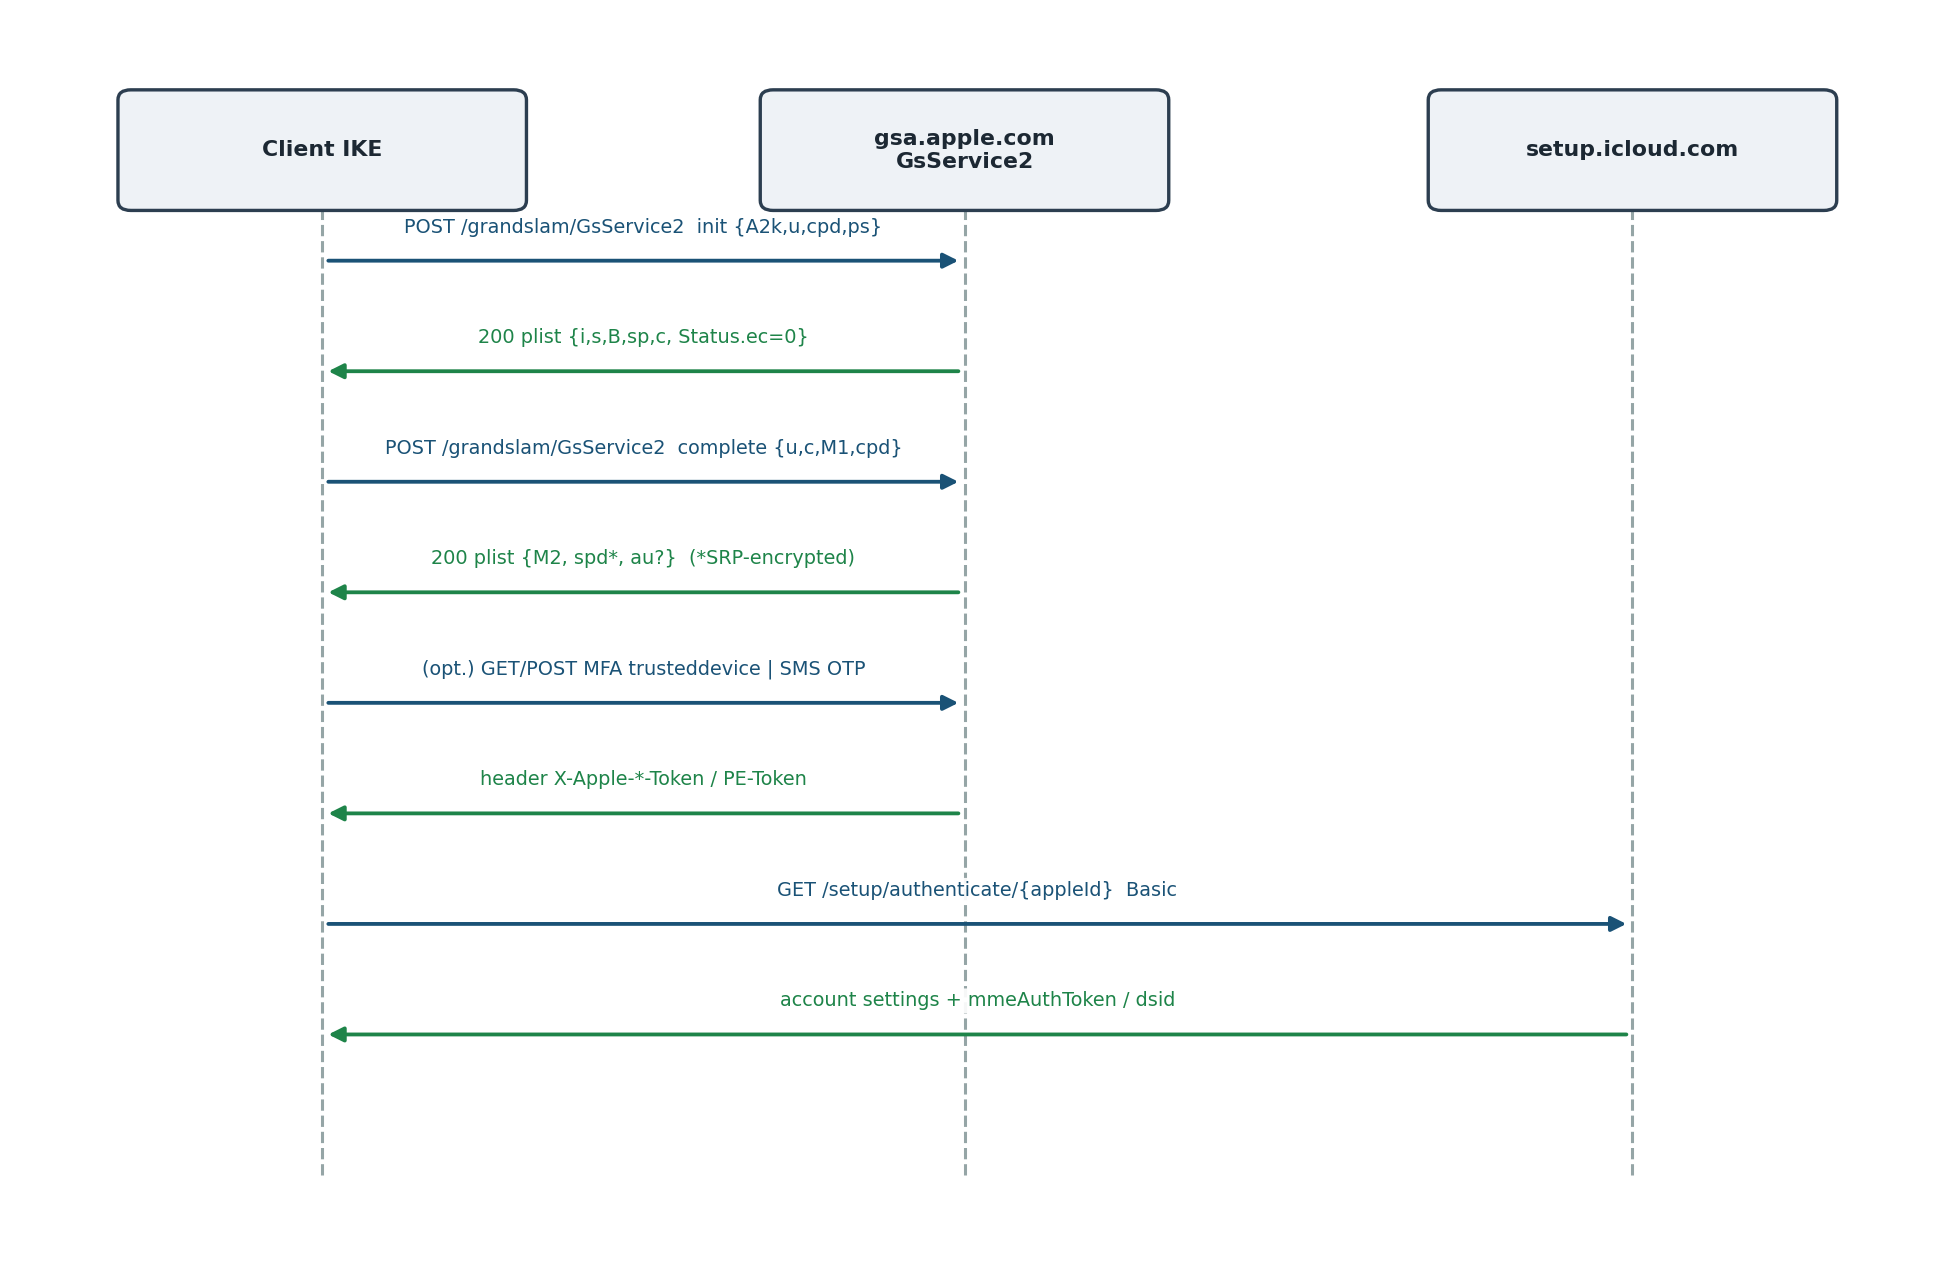 Client IKE
gsa.apple.com
GsService2
setup.icloud.com
POST /grandslam/GsService2  init {A2k,u,cpd,ps}
200 plist {i,s,B,sp,c, Status.ec=0}
POST /grandslam/GsService2  complete {u,c,M1,cpd}
200 plist {M2, spd*, au?}  (*SRP-encrypted)
(opt.) GET/POST MFA trusteddevice | SMS OTP
header X-Apple-*-Token / PE-Token
GET /setup/authenticate/{appleId}  Basic
account settings + mmeAuthToken / dsid